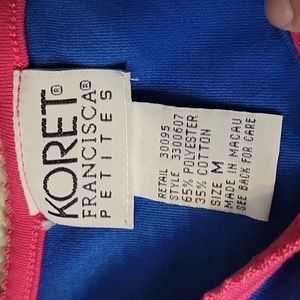 KORET®
FRANCISCA®
PETITES
RETAIL 30095
STYLE 3300607
65% POLYESTER
35% COTTON
SIZE M
MADE IN MACAU
SEE BACK FOR CARE